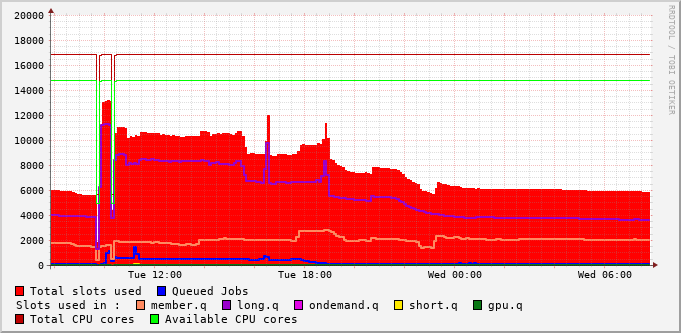 20000
18000
16000
14000
12000
10000
8000
6000
4000
2000
0
Tue 12:00 Tue 18:00 Wed 00:00 Wed 06:00
RRDTOOL / TOBI OETIKER
Total slots used Queued Jobs
Slots used in : member.q long.q ondemand.q short.q gpu.q
Total CPU cores Available CPU cores